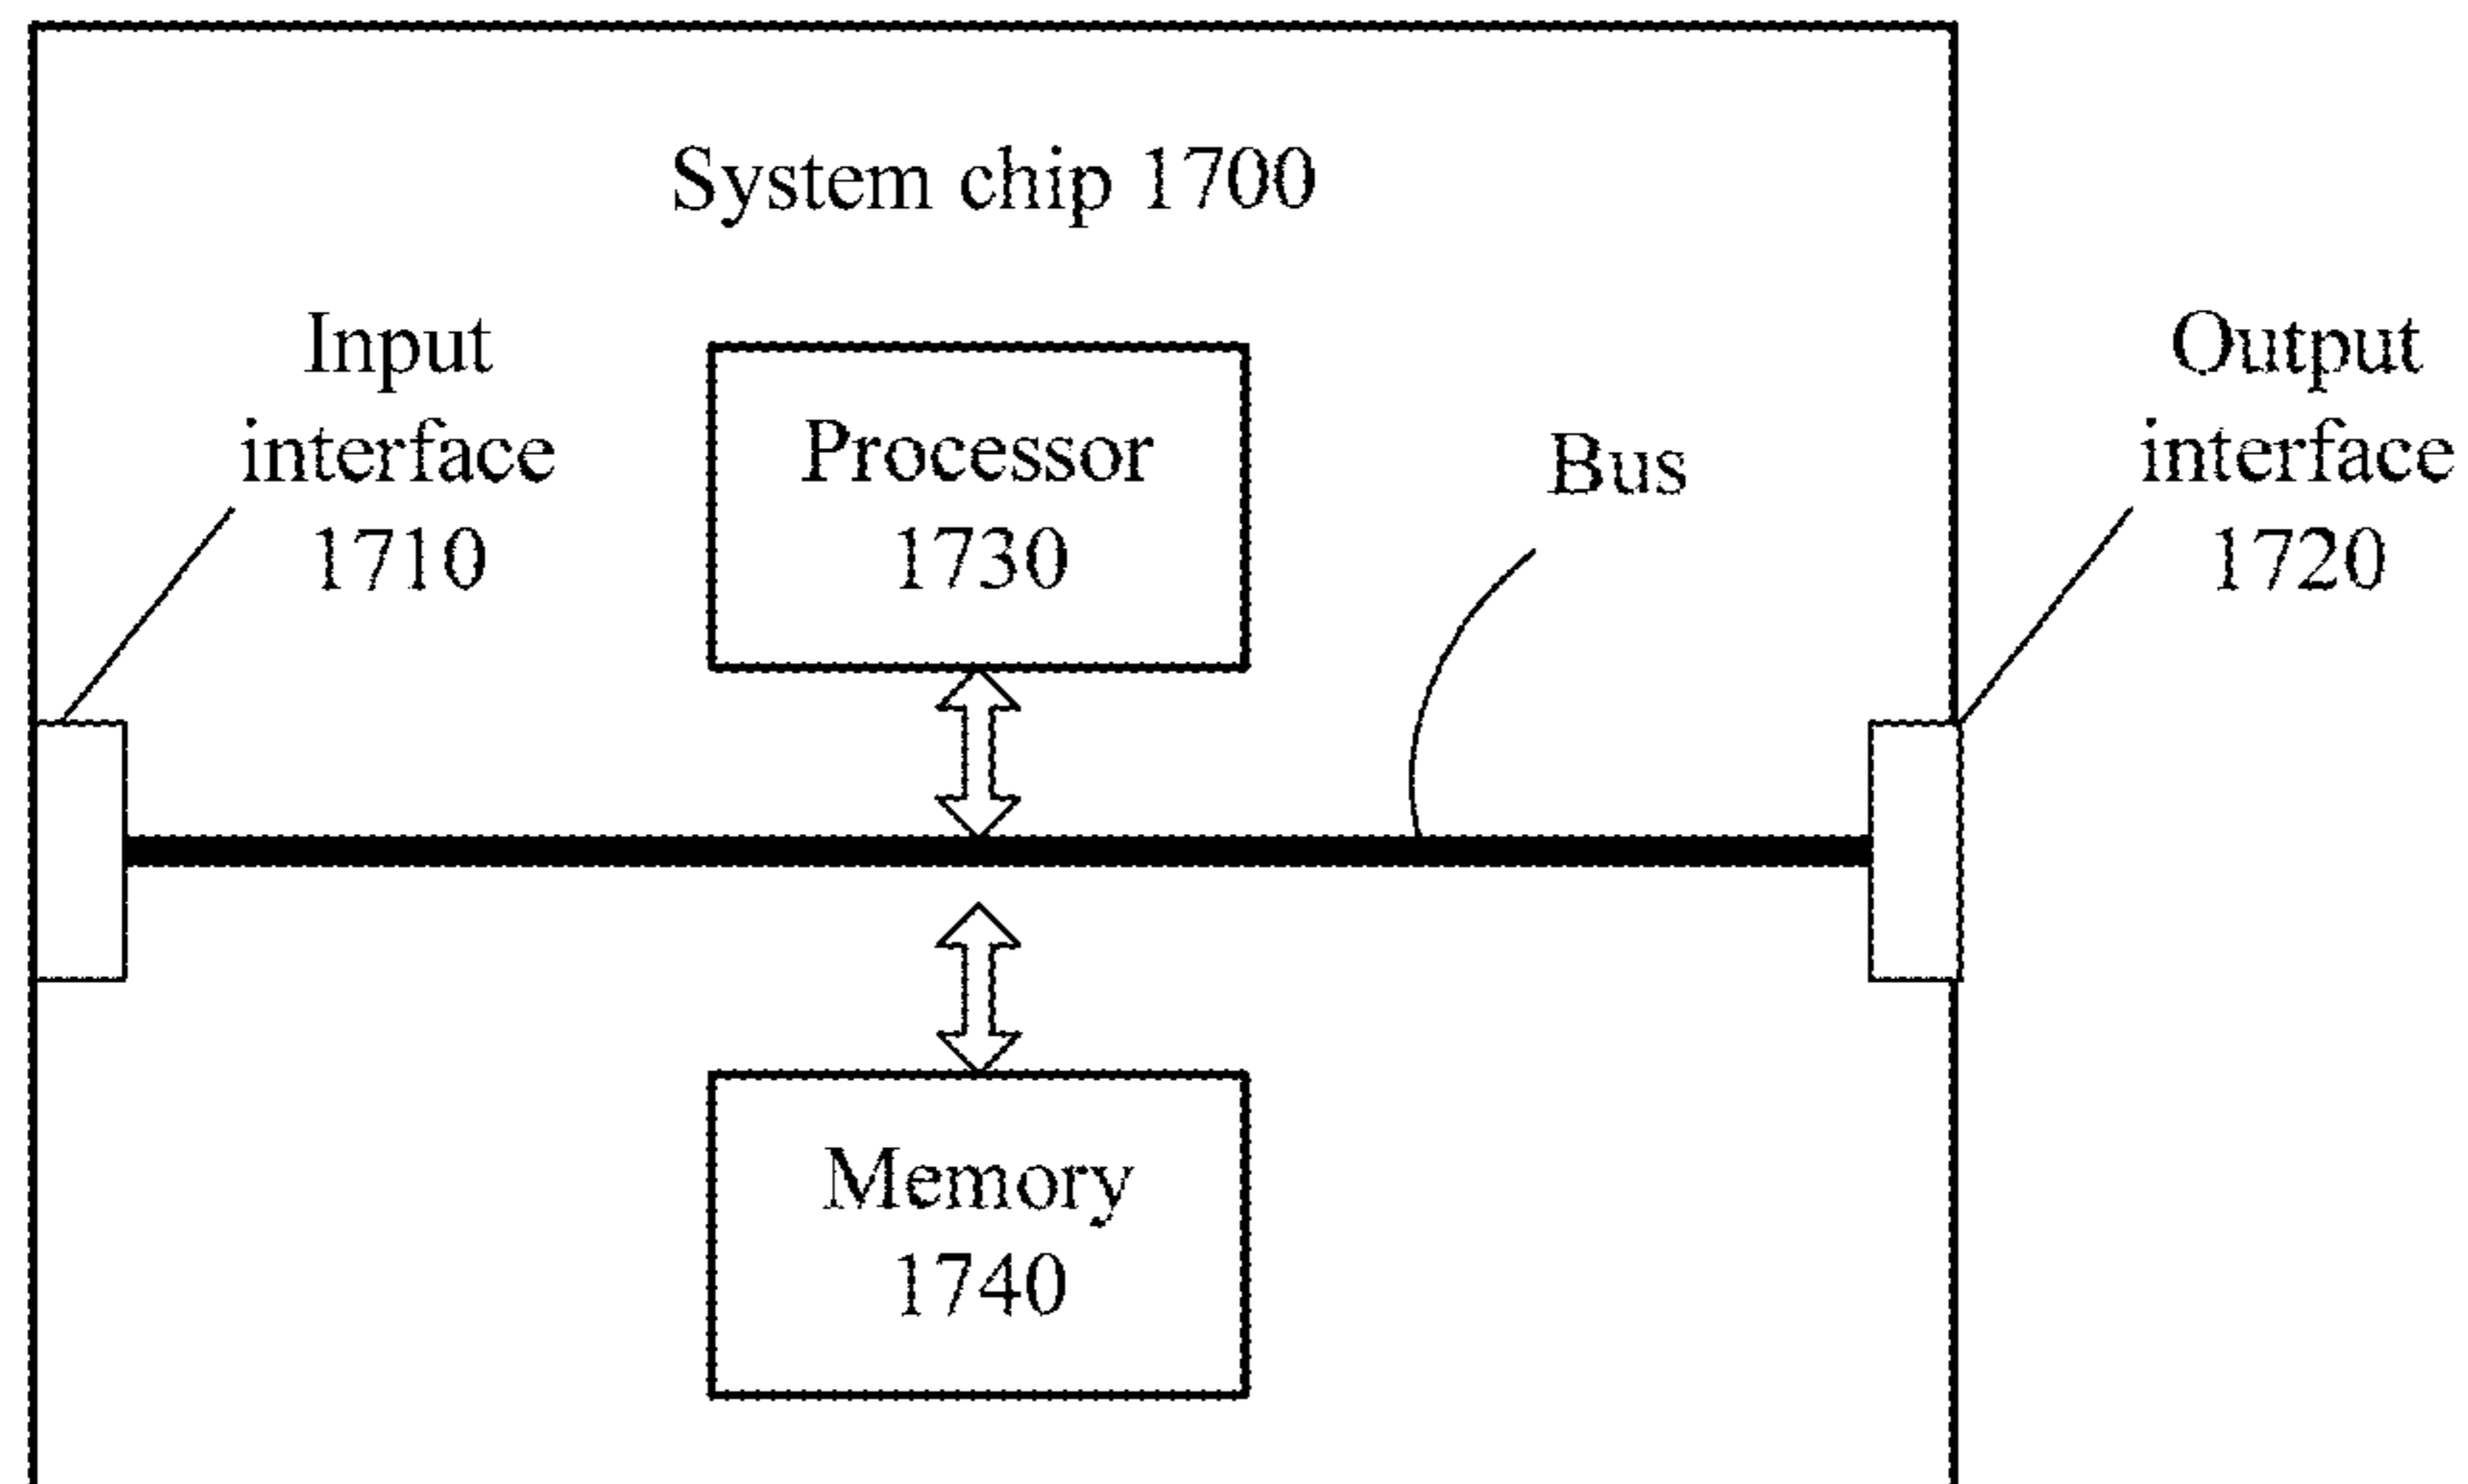 System chip 1700
Input
interface
1710
Processor
1730
Bus
Output
interface
1720
Memory
1740